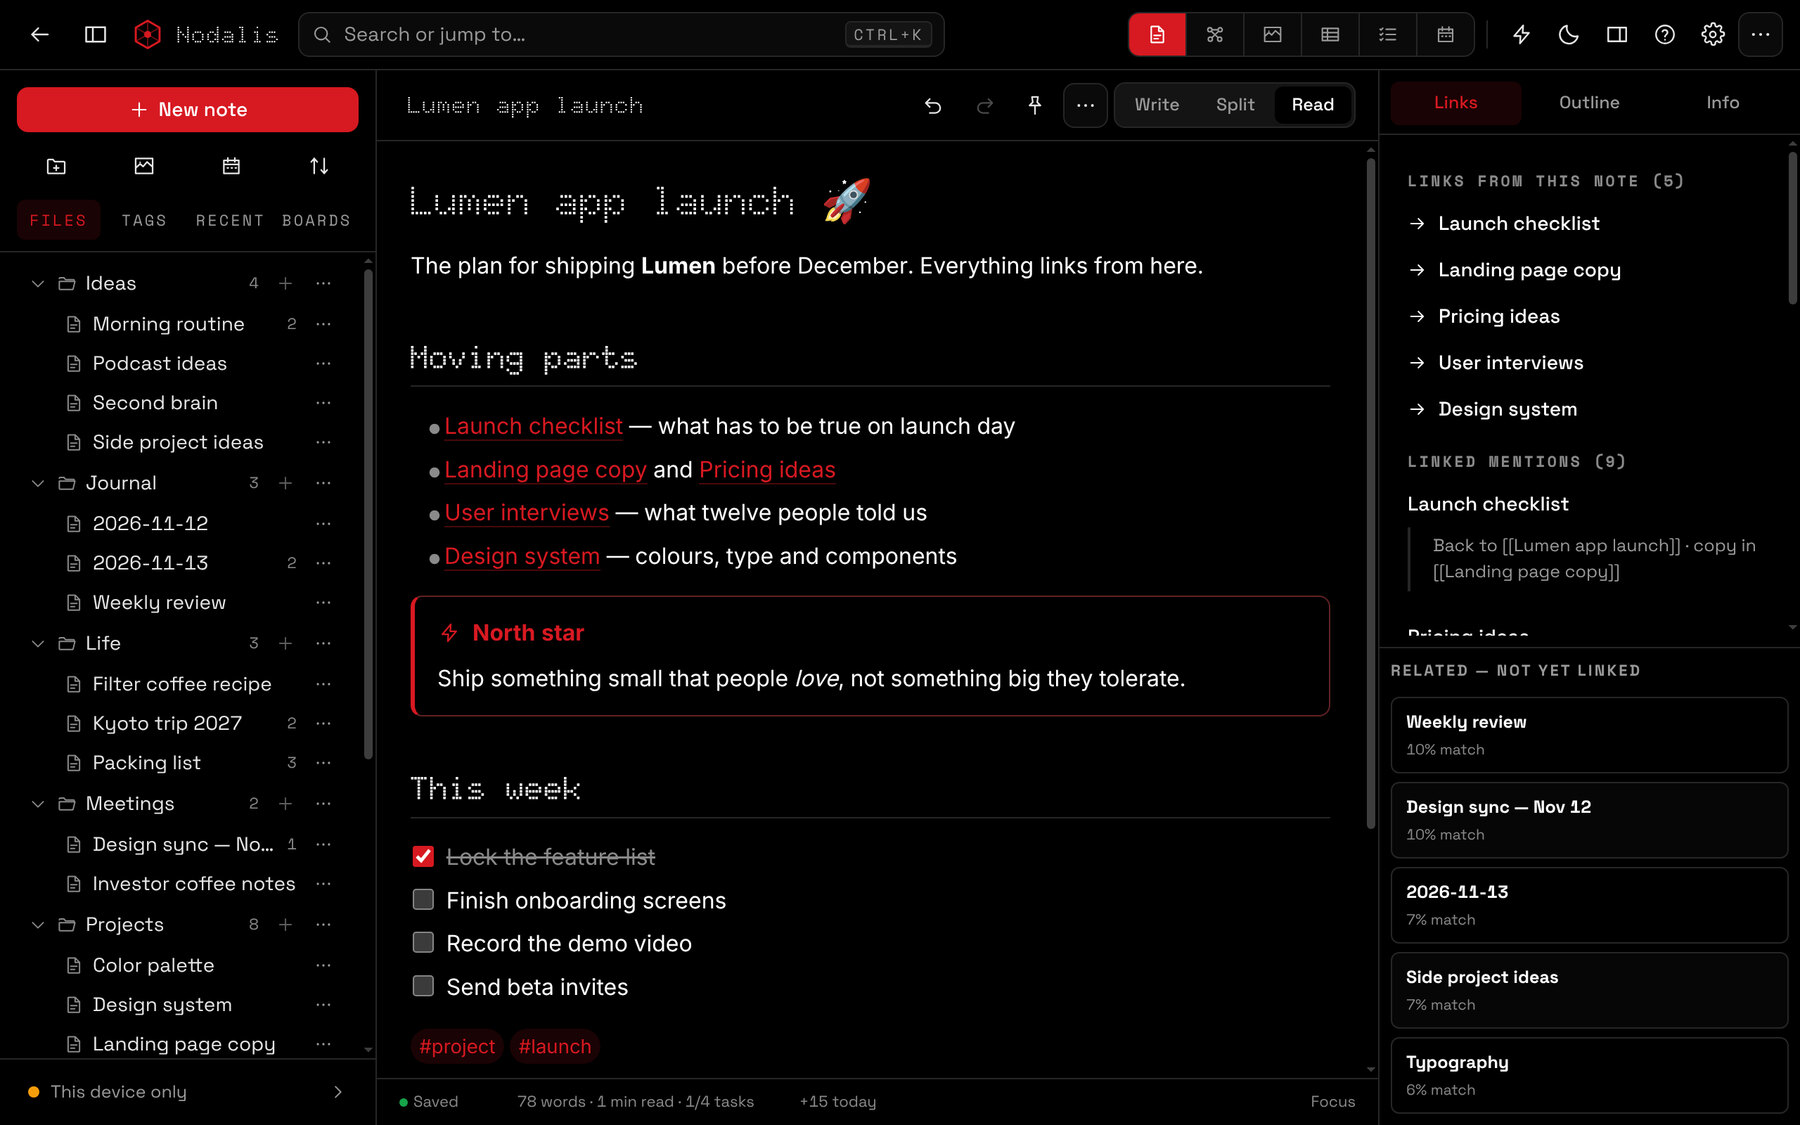 Nodalis
Search or jump to…
CTRL+K
New note
FILES TAGS RECENT BOARDS
Ideas 4
Morning routine 2
Podcast ideas
Second brain
Side project ideas
Journal 3
2026-11-12
2026-11-13 2
Weekly review
Life 3
Filter coffee recipe
Kyoto trip 2027 2
Packing list 3
Meetings 2
Design sync — No... 1
Investor coffee notes
Projects 8
Color palette
Design system
Landing page copy
This device only
Lumen app launch
Write Split Read
Lumen app launch 🚀
The plan for shipping Lumen before December. Everything links from here.
Moving parts
Launch checklist — what has to be true on launch day
Landing page copy and Pricing ideas
User interviews — what twelve people told us
Design system — colours, type and components
North star
Ship something small that people love, not something big they tolerate.
This week
Lock the feature list
Finish onboarding screens
Record the demo video
Send beta invites
#project #launch
Saved 78 words · 1 min read · 1/4 tasks +15 today Focus
Links Outline Info
LINKS FROM THIS NOTE (5)
→ Launch checklist
→ Landing page copy
→ Pricing ideas
→ User interviews
→ Design system
LINKED MENTIONS (9)
Launch checklist
Back to [[Lumen app launch]] · copy in
[[Landing page copy]]
Pricing ideas
RELATED — NOT YET LINKED
Weekly review
10% match
Design sync — Nov 12
10% match
2026-11-13
7% match
Side project ideas
7% match
Typography
6% match